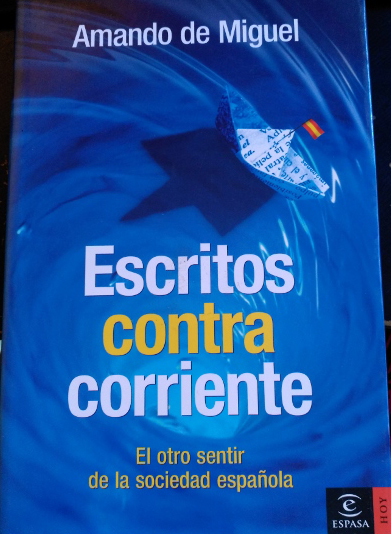 Amando de Miguel
Escritos
contra
corriente
El otro sentir
de la sociedad española
ESPASA
HOY